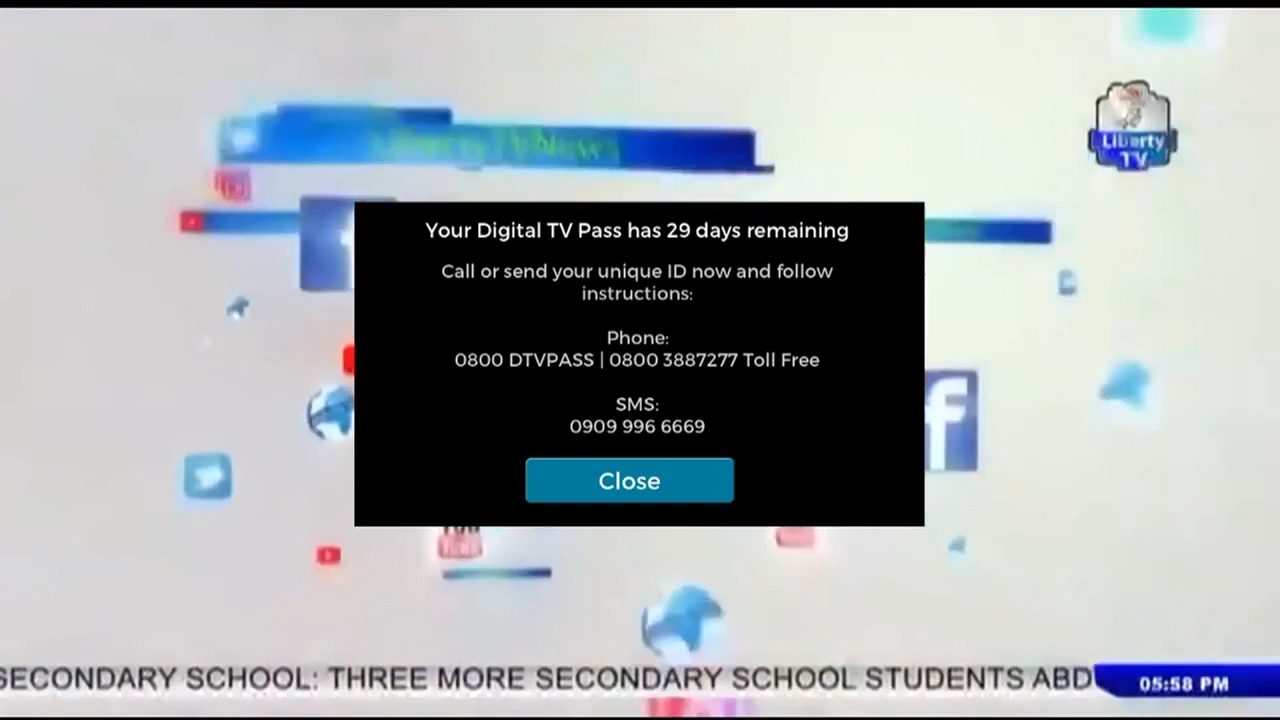 LibertyTVNews
Liberty
TV
Your Digital TV Pass has 29 days remaining
Call or send your unique ID now and follow
instructions:
Phone:
0800 DTVPASS | 0800 3887277 Toll Free
SMS:
0909 996 6669
Close
SECONDARY SCHOOL: THREE MORE SECONDARY SCHOOL STUDENTS ABD
05:58 PM